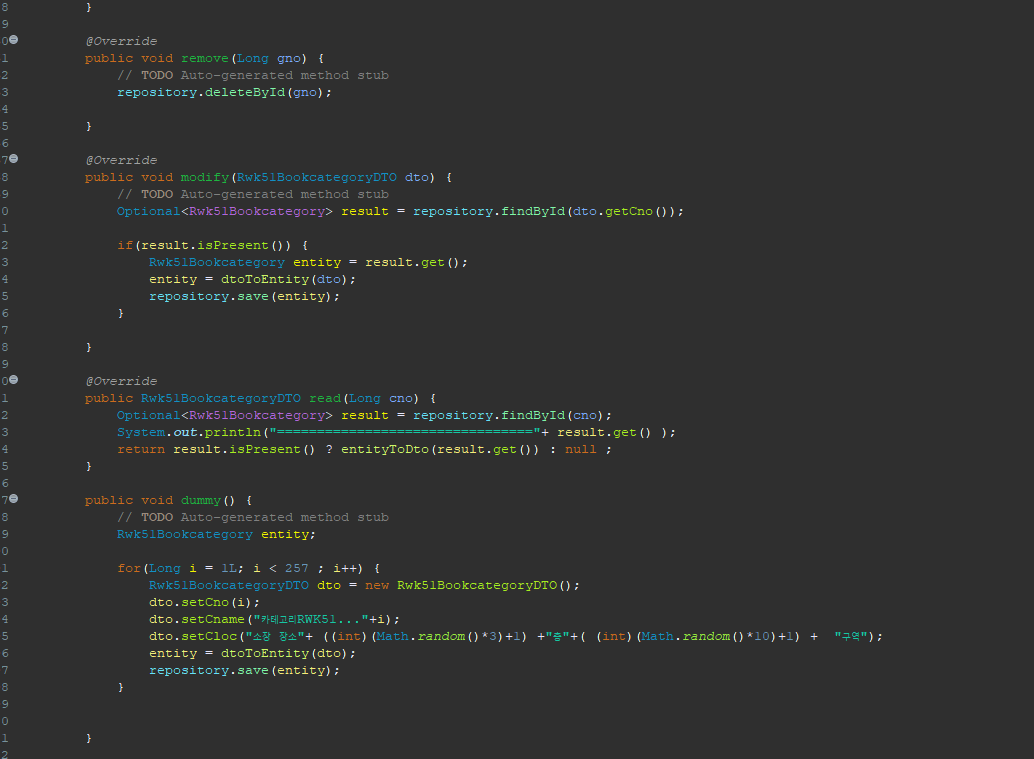 8 }
9
0 @Override
1 public void remove(Long gno) {
2 // TODO Auto-generated method stub
3 repository.deleteById(gno);
4
5 }
6
7 @Override
8 public void modify(Rwk51BookcategoryDTO dto) {
9 // TODO Auto-generated method stub
0 Optional<Rwk51Bookcategory> result = repository.findById(dto.getCno());
1
2 if(result.isPresent()) {
3 Rwk51Bookcategory entity = result.get();
4 entity = dtoToEntity(dto);
5 repository.save(entity);
6 }
7
8 }
9
0 @Override
1 public Rwk51BookcategoryDTO read(Long cno) {
2 Optional<Rwk51Bookcategory> result = repository.findById(cno);
3 System.out.println("================================"+ result.get() );
4 return result.isPresent() ? entityToDto(result.get()) : null ;
5 }
6
7 public void dummy() {
8 // TODO Auto-generated method stub
9 Rwk51Bookcategory entity;
0
1 for(Long i = 1L; i < 257 ; i++) {
2 Rwk51BookcategoryDTO dto = new Rwk51BookcategoryDTO();
3 dto.setCno(i);
4 dto.setCname("카테고리RWK51..."+i);
5 dto.setCloc("소장 장소"+ ((int)(Math.random()*3)+1) +"층"+( (int)(Math.random()*10)+1) + "구역");
6 entity = dtoToEntity(dto);
7 repository.save(entity);
8 }
9
0
1 }
2